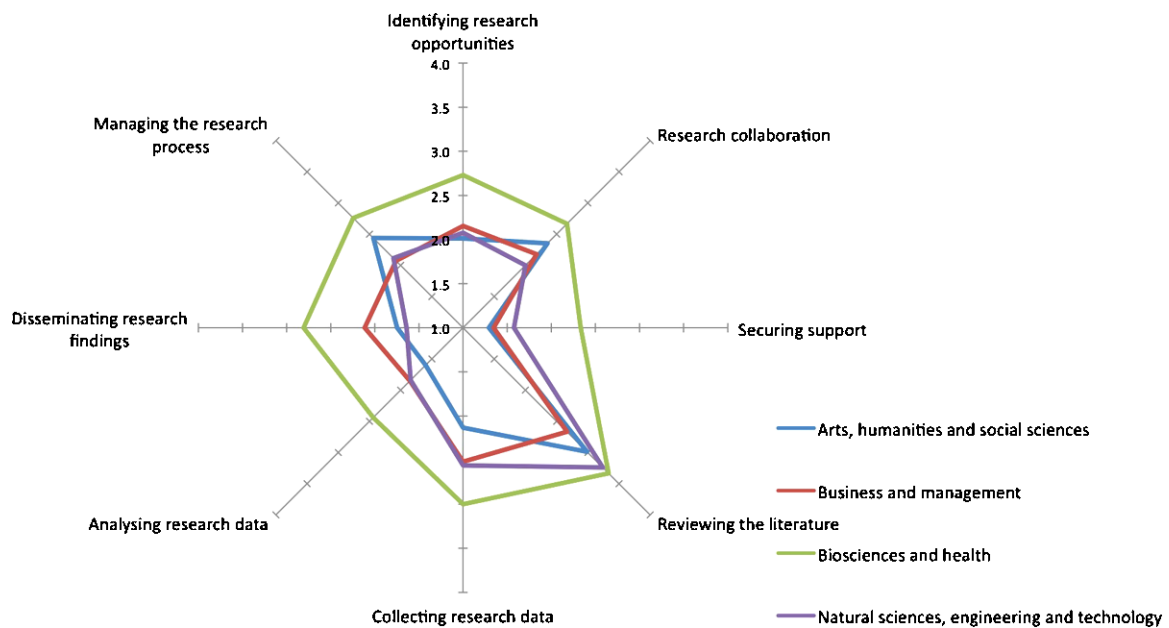 Identifying research
opportunities
4.0
3.5
3.0
2.5
2.0
1.5
1.0
Research collaboration
Managing the research
process
Securing support
Disseminating research
findings
Reviewing the literature
Analysing research data
Collecting research data
Arts, humanities and social sciences
Business and management
Biosciences and health
Natural sciences, engineering and technology